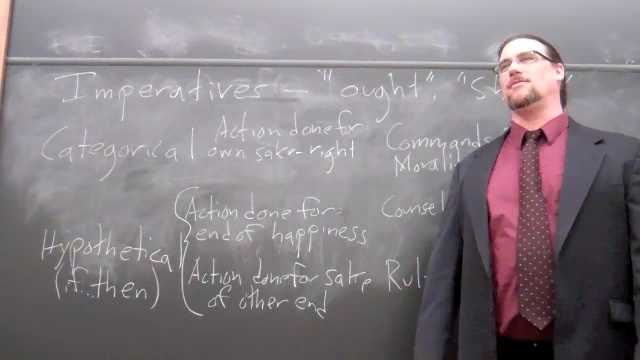 Imperatives - "ought", "S
Categorical Action done for own sake-right Commands Morali
Hypothetical (if...then)
Action done for end of happiness Counsel
Action done for sake of other end Rul